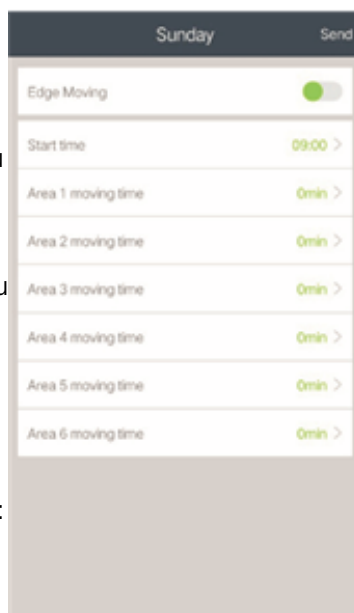 Sunday
Send
Edge Moving
Start time
09:00 >
Area 1 moving time
0min >
Area 2 moving time
0min >
Area 3 moving time
0min >
Area 4 moving time
0min >
Area 5 moving time
0min >
Area 6 moving time
0min >